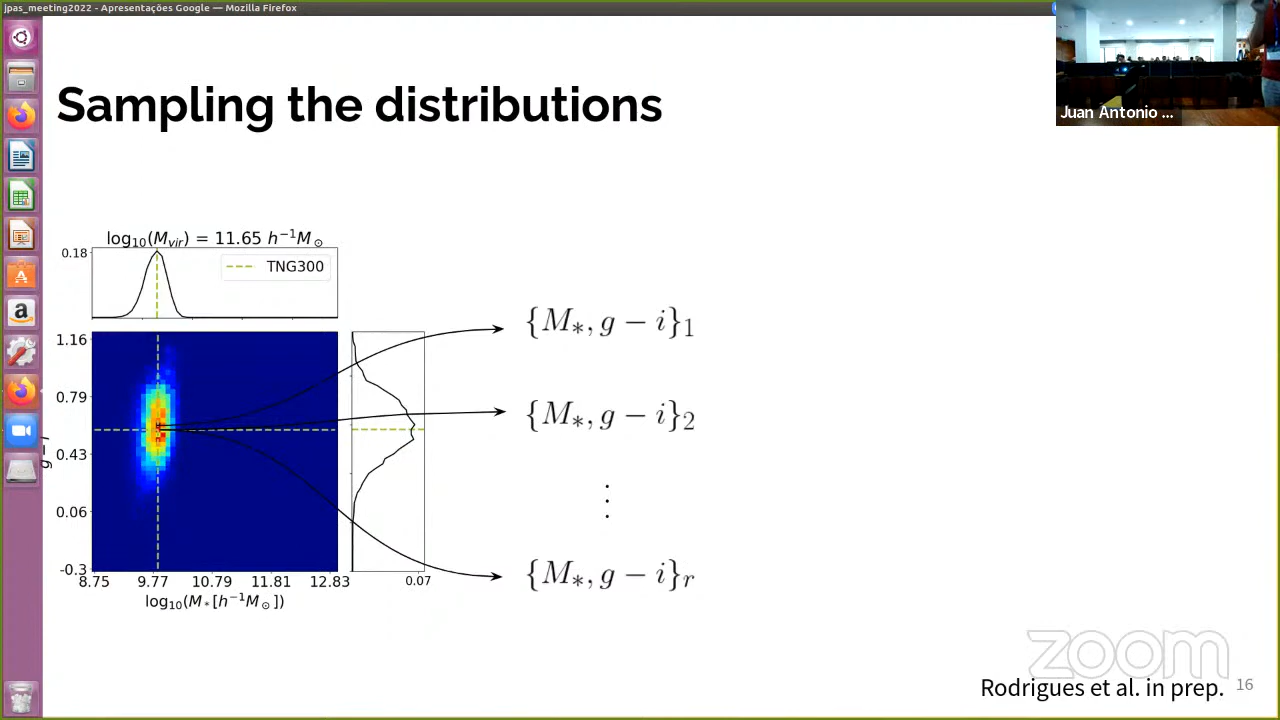 jpas_meeting2022 - Apresentações Google — Mozilla Firefox
Juan Antonio ...
Sampling the distributions
log₁₀(Mᵥᵢᵣ) = 11.65 h⁻¹M⊙
0.18
TNG300
1.16
0.79
0.43
0.06
-0.3
g − i
8.75 9.77 10.79 11.81 12.83
0.07
log₁₀(M*[h⁻¹M⊙])
{M*, g − i}₁
{M*, g − i}₂
⋮
{M*, g − i}ᵣ
zoom
Rodrigues et al. in prep.
16